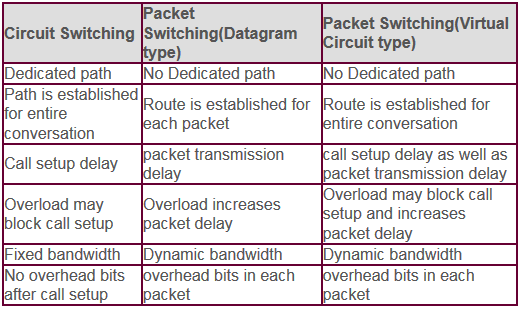 Circuit Switching
Packet
Switching(Datagram
type)
Packet Switching(Virtual
Circuit type)
Dedicated path
No Dedicated path
No Dedicated path
Path is established
for entire
conversation
Route is established for
each packet
Route is established for
entire conversation
Call setup delay
packet transmission
delay
call setup delay as well as
packet transmission delay
Overload may
block call setup
Overload increases
packet delay
Overload may block call
setup and increases
packet delay
Fixed bandwidth
Dynamic bandwidth
Dynamic bandwidth
No overhead bits
after call setup
overhead bits in each
packet
overhead bits in each
packet